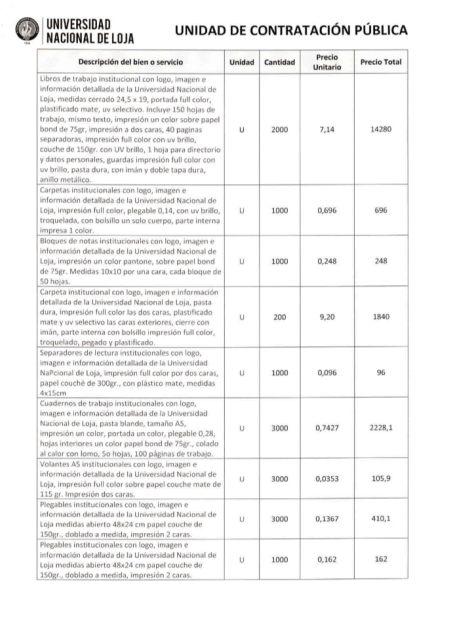 UNIVERSIDAD
NACIONAL DE LOJA
UNIDAD DE CONTRATACIÓN PÚBLICA
Descripción del bien o servicio Unidad Cantidad Precio Unitario Precio Total
Libros de trabajo institucional con logo, imagen e
información detallada de la Universidad Nacional de
Loja, medidas cerrado 24,5 x 19, portada full color,
plastificado mate, uv selectivo. Incluye 150 hojas de
trabajo, mismo texto, impresión un color sobre papel
bond de 75gr, impresión a dos caras, 40 paginas
separadoras, impresión full color con uv brillo,
couche de 150gr. con UV brillo, 1 hoja para directorio
y datos personales, guardas impresión full color con
uv brillo, pasta dura, con imán y doble tapa dura,
anillo metálico.
U 2000 7,14 14280
Carpetas institucionales con logo, imagen e
información detallada de la Universidad Nacional de
Loja, impresión full color, plegable 0,14, con uv brillo,
troquelada, con bolsillo un solo cuerpo, parte interna
impresa 1 color.
U 1000 0,696 696
Bloques de notas institucionales con logo, imagen e
información detallada de la Universidad Nacional de
Loja, impresión un color pantone, sobre papel bond
de 75gr. Medidas 10x10 por una cara, cada bloque de
50 hojas.
U 1000 0,248 248
Carpeta institucional con logo, imagen e información
detallada de la Universidad Nacional de Loja, pasta
dura, impresión full color las dos caras, plastificado
mate y uv selectivo las caras exteriores, cierre con
imán, parte interna con bolsillo impresión full color,
troquelado, pegado y plastificado.
U 200 9,20 1840
Separadores de lectura institucionales con logo,
imagen e información detallada de la Universidad
NaPcional de Loja, impresión full color por dos caras,
papel couché de 300gr., con plástico mate, medidas
4x15cm
U 1000 0,096 96
Cuadernos de trabajo institucionales con logo,
imagen e información detallada de la Universidad
Nacional de Loja, pasta blande, tamaño A5,
impresión un color, portada un color, plegable 0,28,
hojas interiores un color papel bond de 75gr., colado
al calor con lomo, 5o hojas, 100 páginas de trabajo.
U 3000 0,7427 2228,1
Volantes A5 institucionales con logo, imagen e
información detallada de la Universidad Nacional de
Loja, impresión full color sobre papel couche mate de
115 gr. Impresión dos caras.
U 3000 0,0353 105,9
Plegables institucionales con logo, imagen e
información detallada de la Universidad Nacional de
Loja medidas abierto 48x24 cm papel couche de
150gr., doblado a medida, impresión 2 caras.
U 3000 0,1367 410,1
Plegables institucionales con logo, imagen e
información detallada de la Universidad Nacional de
Loja medidas abierto 48x24 cm papel couche de
150gr., doblado a medida, impresión 2 caras.
U 1000 0,162 162